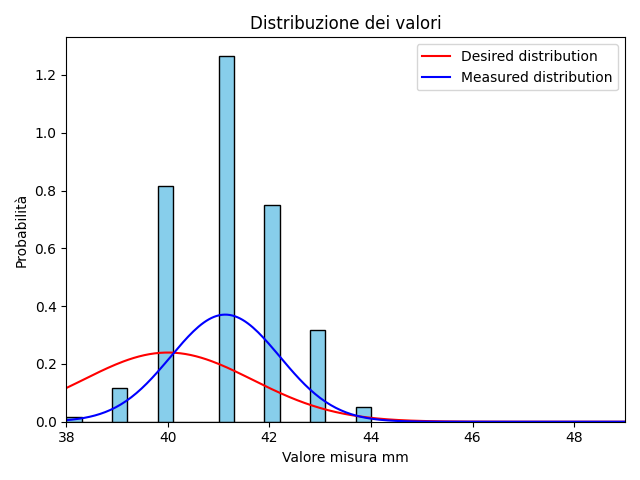 Distribuzione dei valori
Desired distribution
Measured distribution
Probabilità
1.2
1.0
0.8
0.6
0.4
0.2
0.0
38 40 42 44 46 48
Valore misura mm